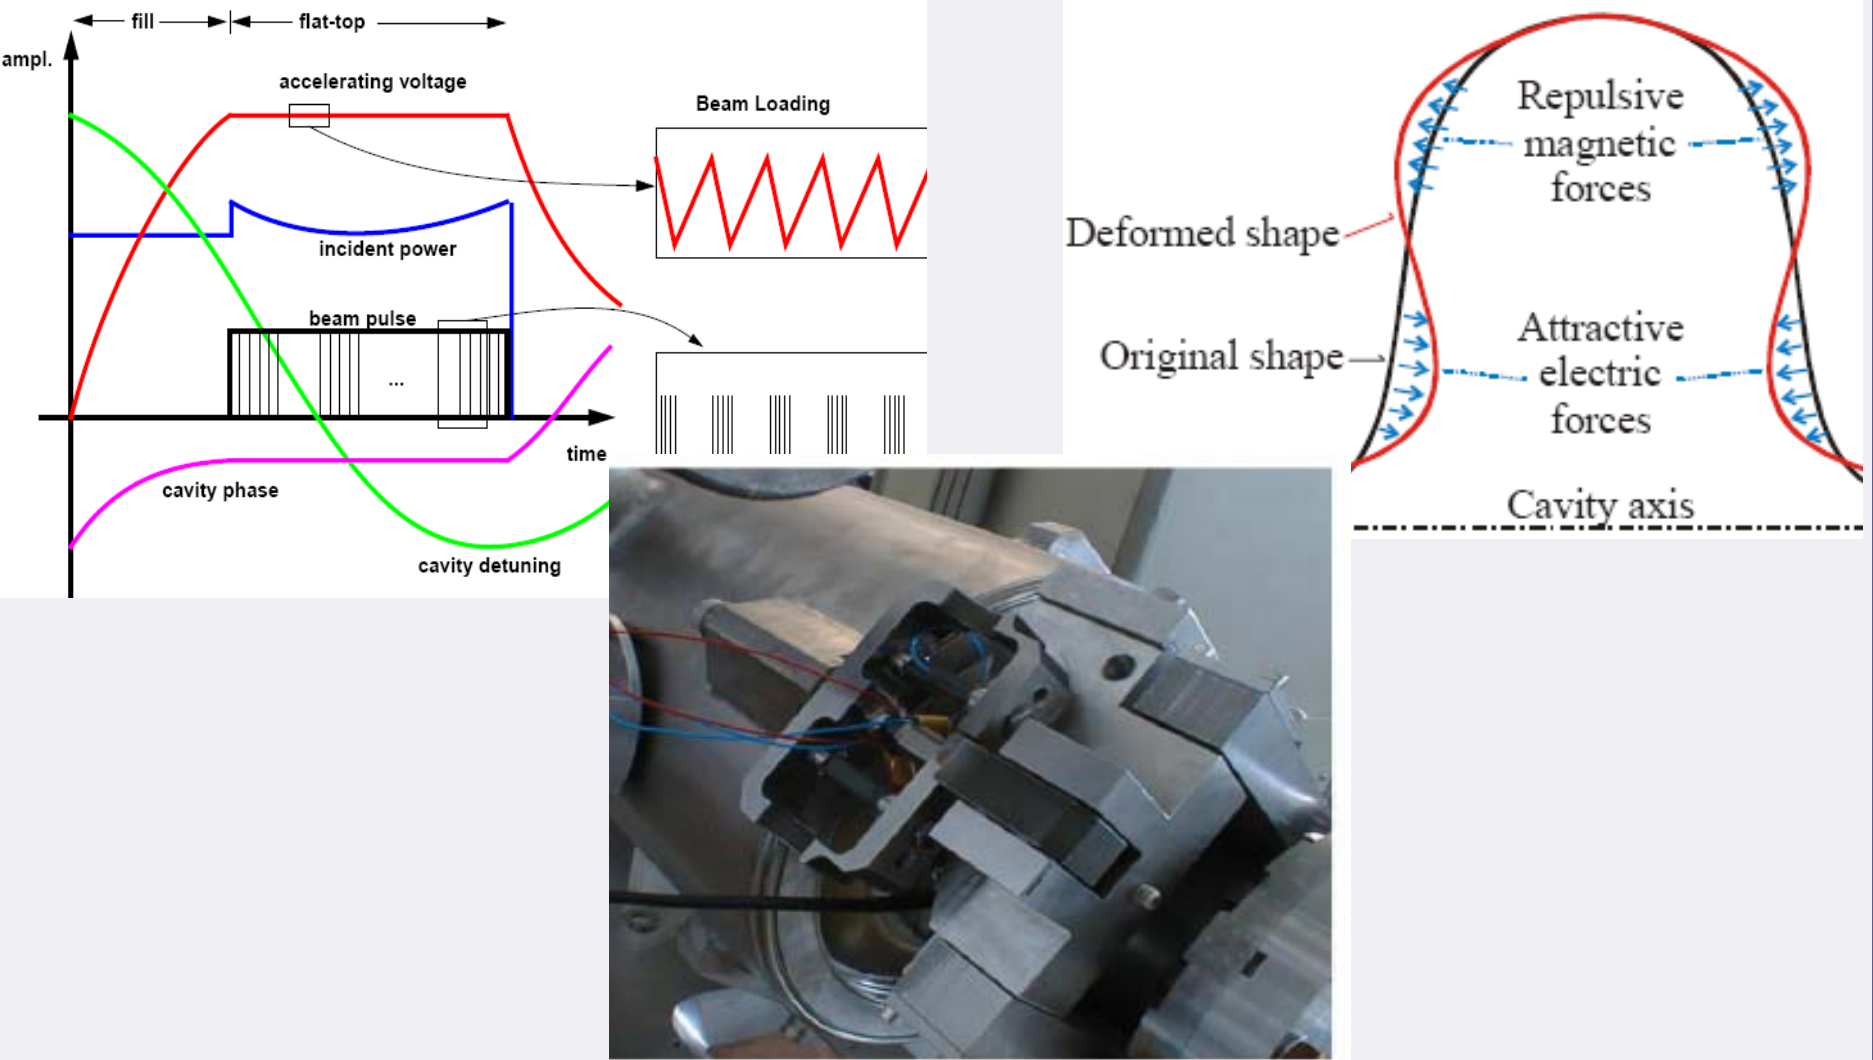 fill
flat-top
ampl.
accelerating voltage
Beam Loading
incident power
beam pulse
...
time
cavity phase
cavity detuning
Repulsive
magnetic
forces
Deformed shape
Original shape
Attractive
electric
forces
Cavity axis